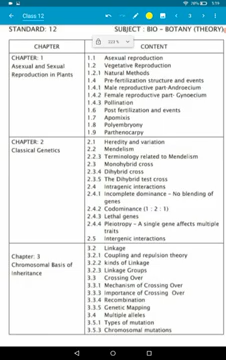 Class 12
5:14
STANDARD: 12 SUBJECT : BIO - BOTANY (THEORY)
223 %
CHAPTER CONTENT
CHAPTER: 1
Asexual and Sexual
Reproduction in Plants
1.1 Asexual reproduction
1.2 Vegetative Reproduction
1.2.1 Natural Methods
1.4 Pre-fertilization structure and events
1.4.1 Male reproductive part-Androecium
1.4.2 Female reproductive part- Gynoecium
1.4.3 Pollination
1.6 Post fertilization and events
1.7 Apomixis
1.8 Polyembryony
1.9 Parthenocarpy
CHAPTER: 2
Classical Genetics
2.1 Heredity and variation
2.2 Mendelism
2.2.3 Terminology related to Mendelism
2.3 Monohybrid cross
2.3.4 Dihybrid cross
2.3.5 The Dihybrid test cross
2.4 Intragenic interactions
2.4.1 Incomplete dominance - No blending of
genes
2.4.2 Codominance (1 : 2 : 1)
2.4.3 Lethal genes
2.4.4 Pleiotropy - A single gene affects multiple
traits
2.5 Intergenic interactions
Chapter: 3
Chromosomal Basis of
Inheritance
3.2 Linkage
3.2.1 Coupling and repulsion theory
3.2.2 kinds of Linkage
3.2.3 Linkage Groups
3.3 Crossing Over
3.3.1 Mechanism of Crossing Over
3.3.3 Importance of Crossing Over
3.3.4 Recombination
3.3.5 Genetic Mapping
3.4 Multiple alleles
3.5.1 Types of mutation
3.5.3 Chromosomal mutations